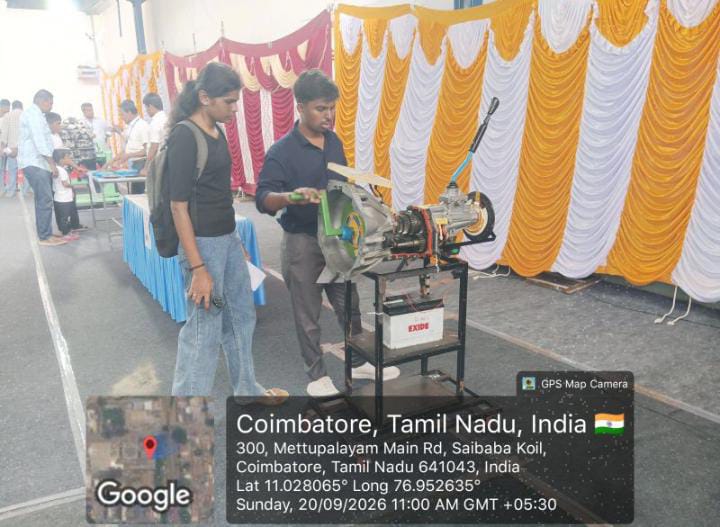 EXIDE
GPS Map Camera
Coimbatore, Tamil Nadu, India
300, Mettupalayam Main Rd, Saibaba Koil,
Coimbatore, Tamil Nadu 641043, India
Lat 11.028065° Long 76.952635°
Sunday, 20/09/2026 11:00 AM GMT +05:30
Google